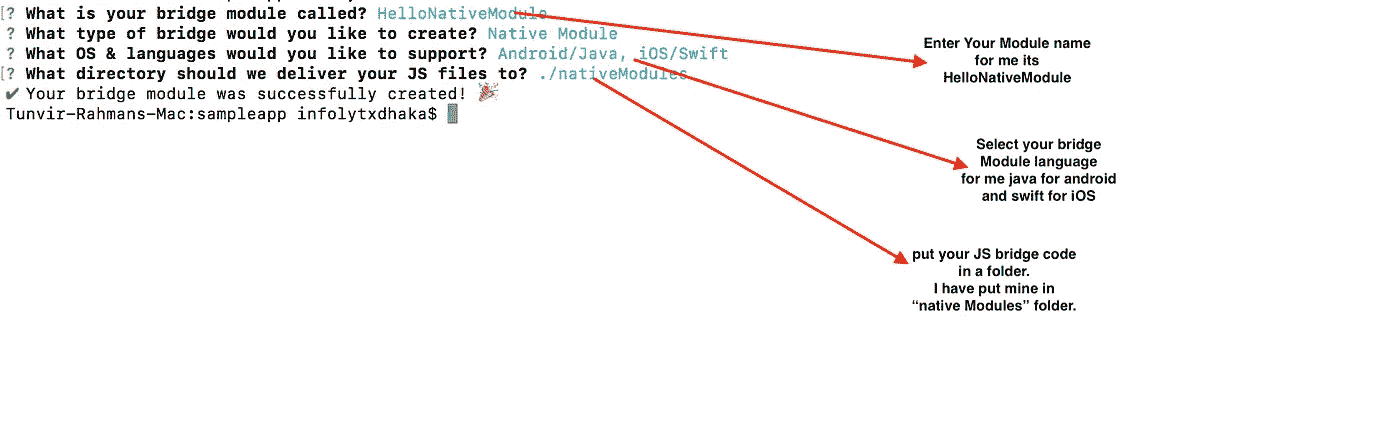 [? What is your bridge module called? HelloNativeModule
? What type of bridge would you like to create? Native Module
? What OS & languages would you like to support? Android/Java, iOS/Swift
[? What directory should we deliver your JS files to? ./nativeModules
✔ Your bridge module was successfully created! 🎉
Tunvir-Rahmans-Mac:sampleapp infolytxdhaka$
Enter Your Module name
for me its
HelloNativeModule
Select your bridge
Module language
for me java for android
and swift for iOS
put your JS bridge code
in a folder.
I have put mine in
“native Modules” folder.